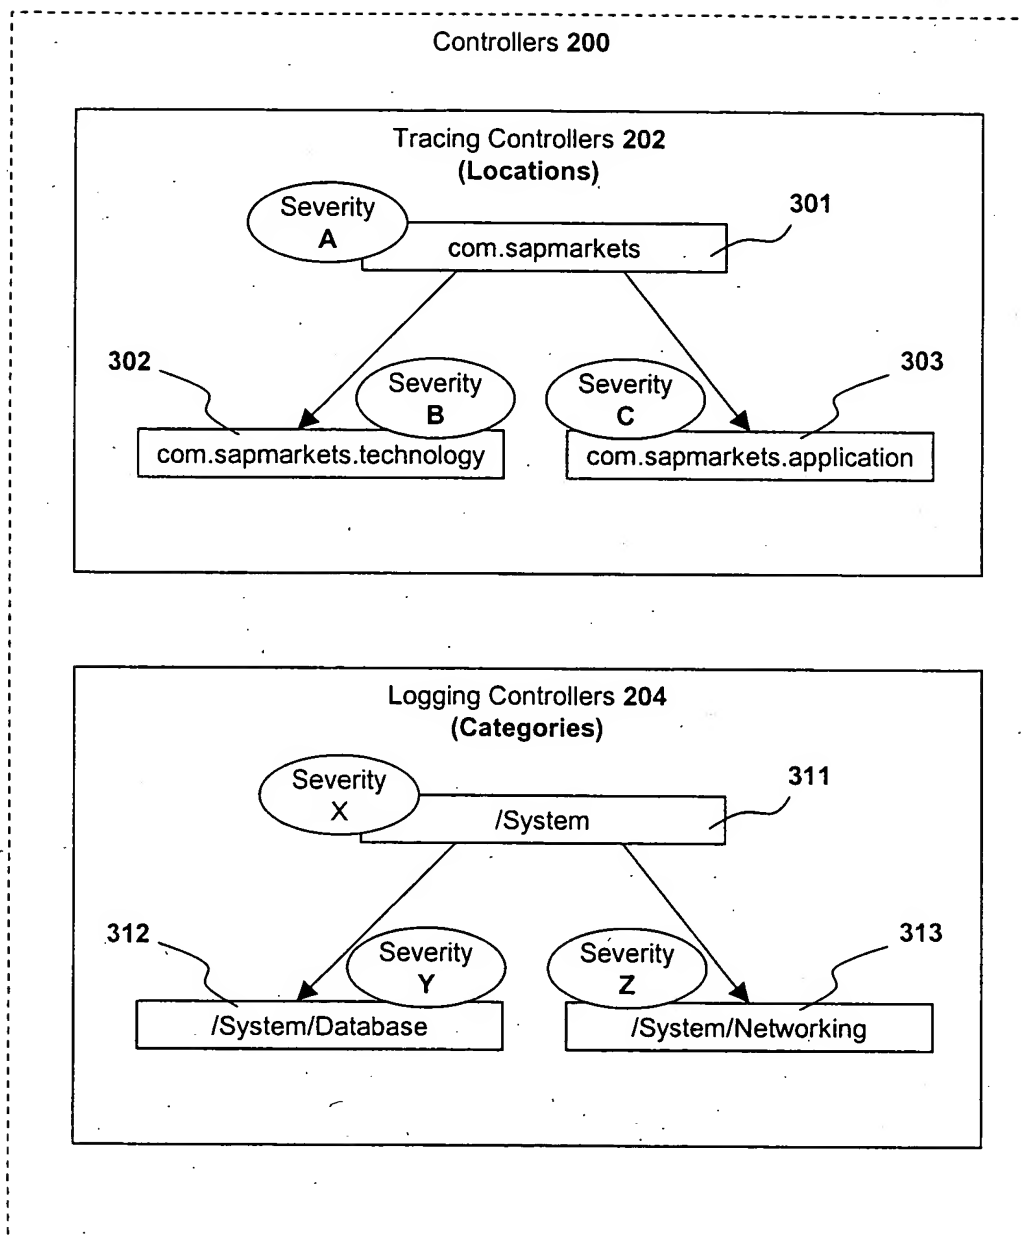 Controllers 200
Tracing Controllers 202
(Locations)
Severity
A
301
com.sapmarkets
302
Severity
B
Severity
C
303
com.sapmarkets.technology
com.sapmarkets.application
Logging Controllers 204
(Categories)
Severity
X
311
/System
312
Severity
Y
Severity
Z
313
/System/Database
/System/Networking